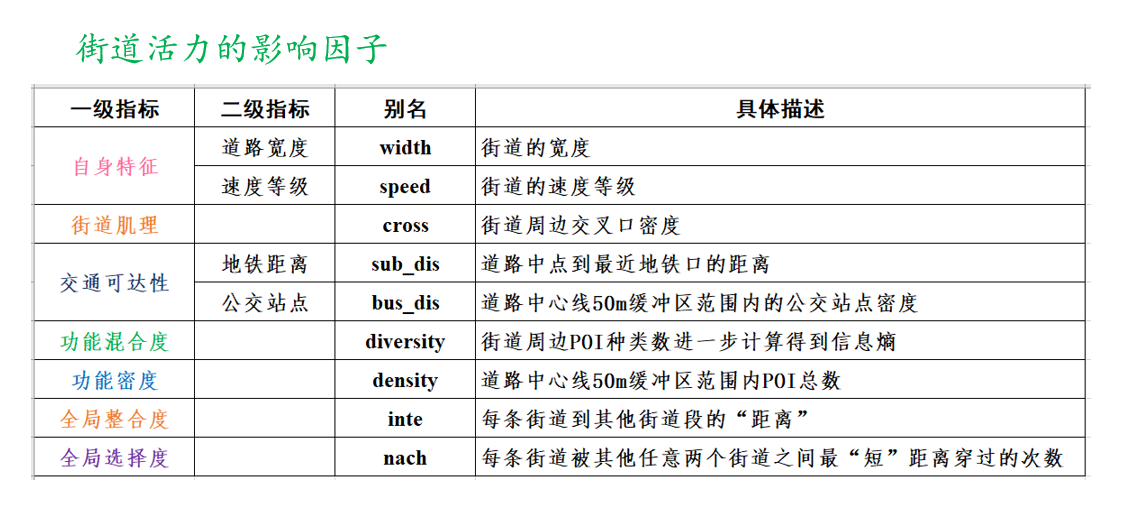 街道活力的影响因子
一级指标 二级指标 别名 具体描述
自身特征 道路宽度 width 街道的宽度
速度等级 speed 街道的速度等级
街道肌理 cross 街道周边交叉口密度
交通可达性 地铁距离 sub_dis 道路中点到最近地铁口的距离
公交站点 bus_dis 道路中心线50m缓冲区范围内的公交站点密度
功能混合度 diversity 街道周边POI种类数进一步计算得到信息熵
功能密度 density 道路中心线50m缓冲区范围内POI总数
全局整合度 inte 每条街道到其他街道段的“距离”
全局选择度 nach 每条街道被其他任意两个街道之间最“短”距离穿过的次数